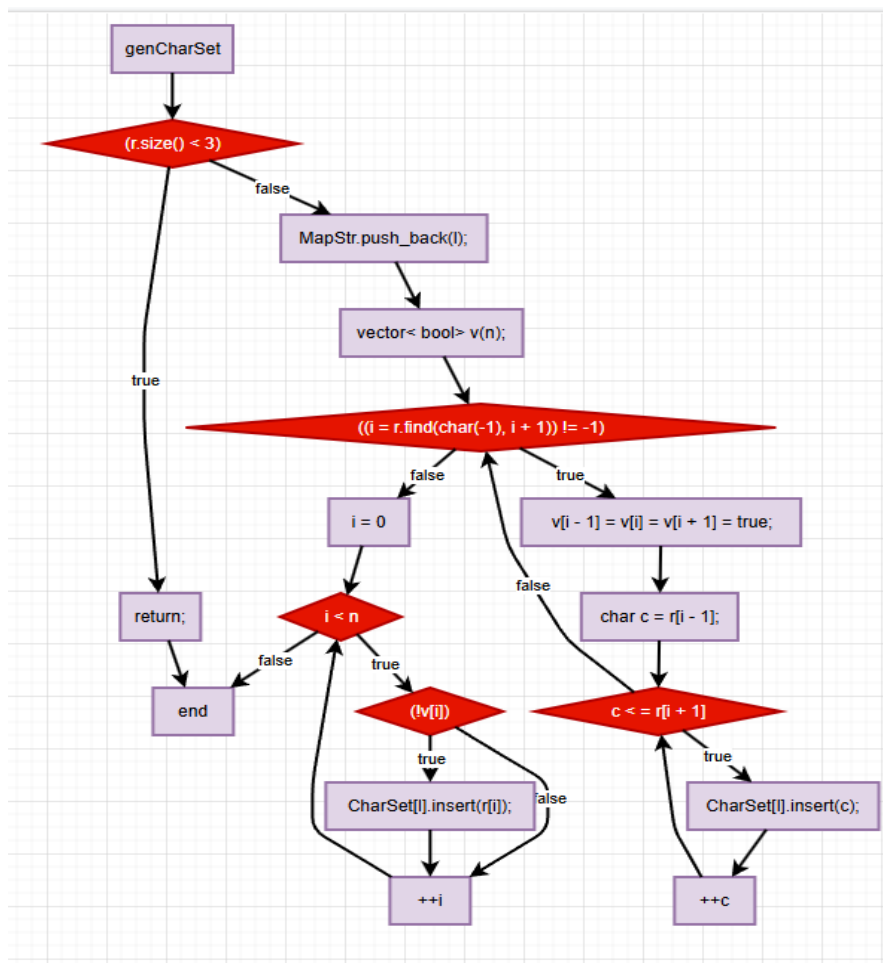 genCharSet
(r.size() < 3)
false
MapStr.push_back(l);
vector< bool> v(n);
true
((i = r.find(char(-1), i + 1)) != -1)
false
true
i = 0
v[i - 1] = v[i] = v[i + 1] = true;
false
return;
i < n
char c = r[i - 1];
false
true
end
(!v[i])
c < = r[i + 1]
true
true
CharSet[l].insert(r[i]);
false
CharSet[l].insert(c);
++i
++c